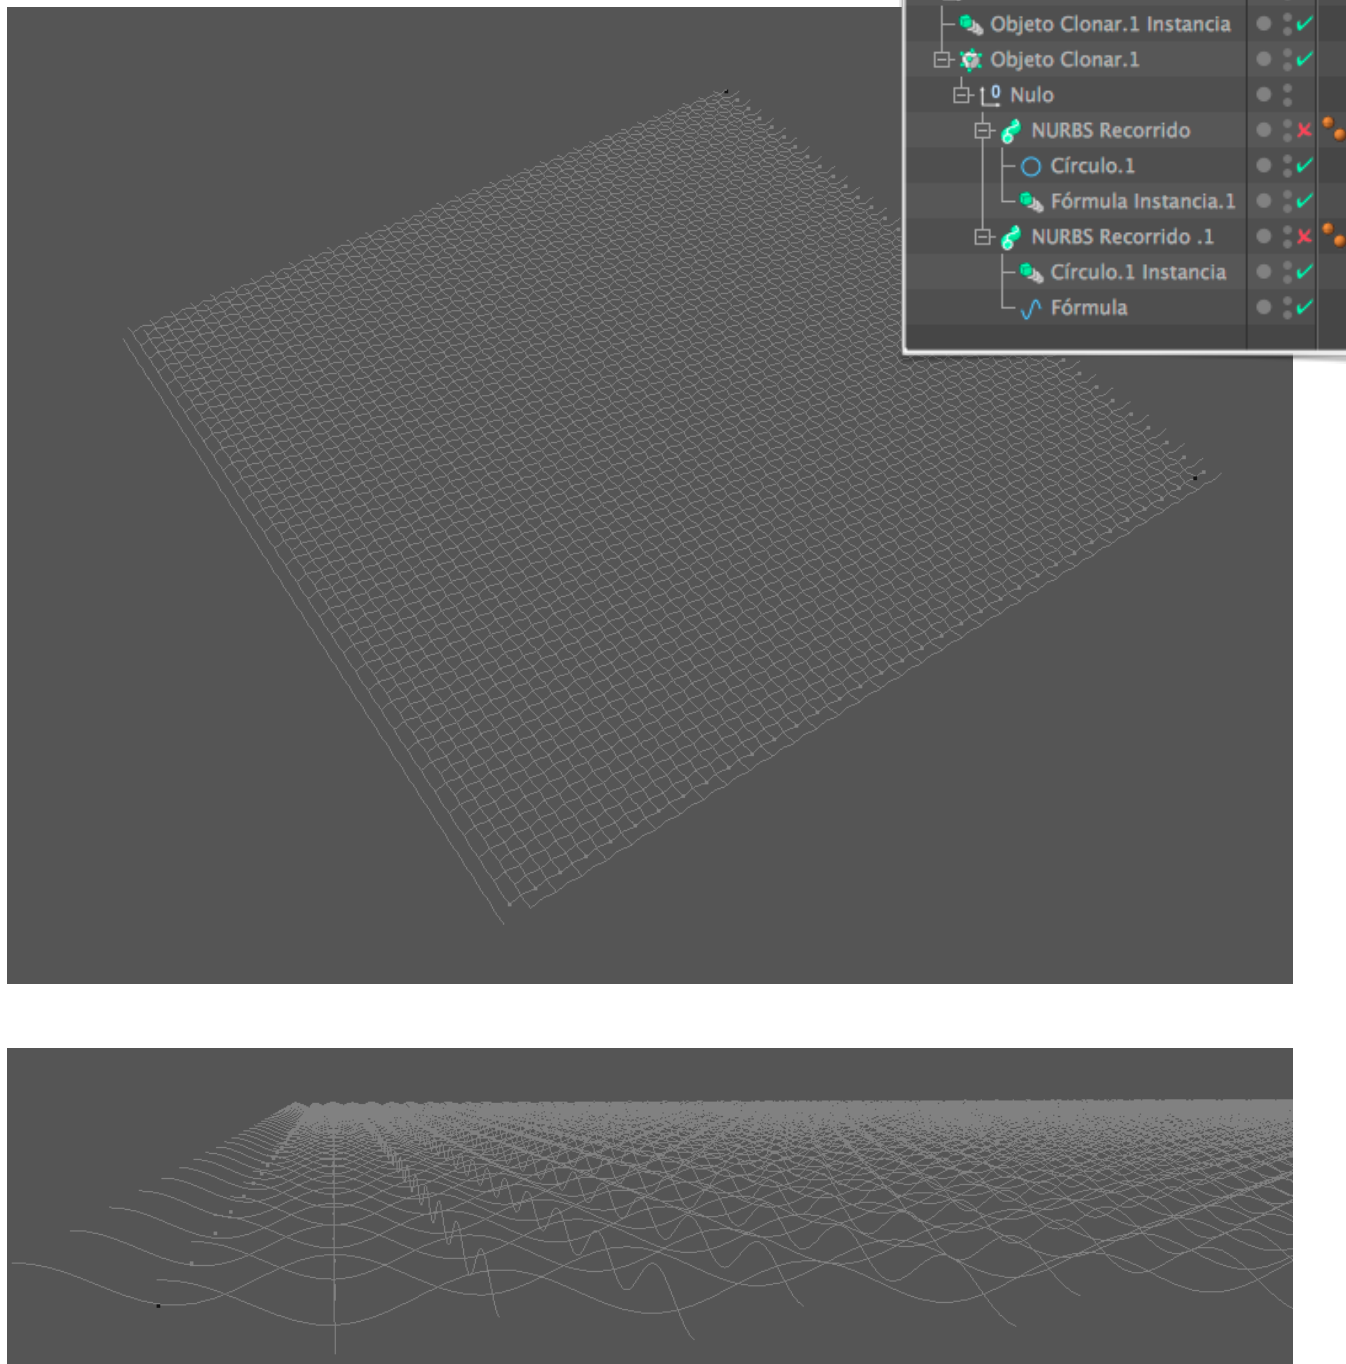 Objeto Clonar.1 Instancia
Objeto Clonar.1
Nulo
NURBS Recorrido
Círculo.1
Fórmula Instancia.1
NURBS Recorrido .1
Círculo.1 Instancia
Fórmula